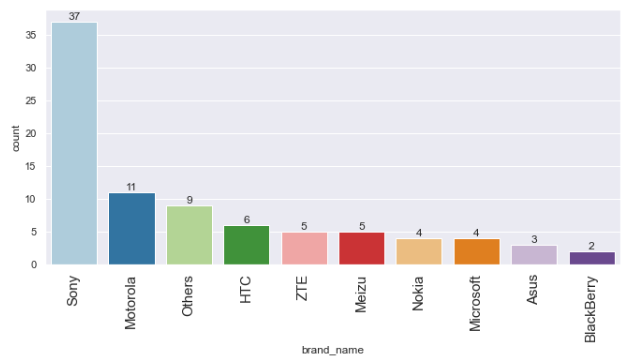 37
35
30
25
20
15
10
5
0
count
11
9
6
5
5
4
4
3
2
Sony
Motorola
Others
HTC
ZTE
Meizu
Nokia
Microsoft
Asus
BlackBerry
brand_name